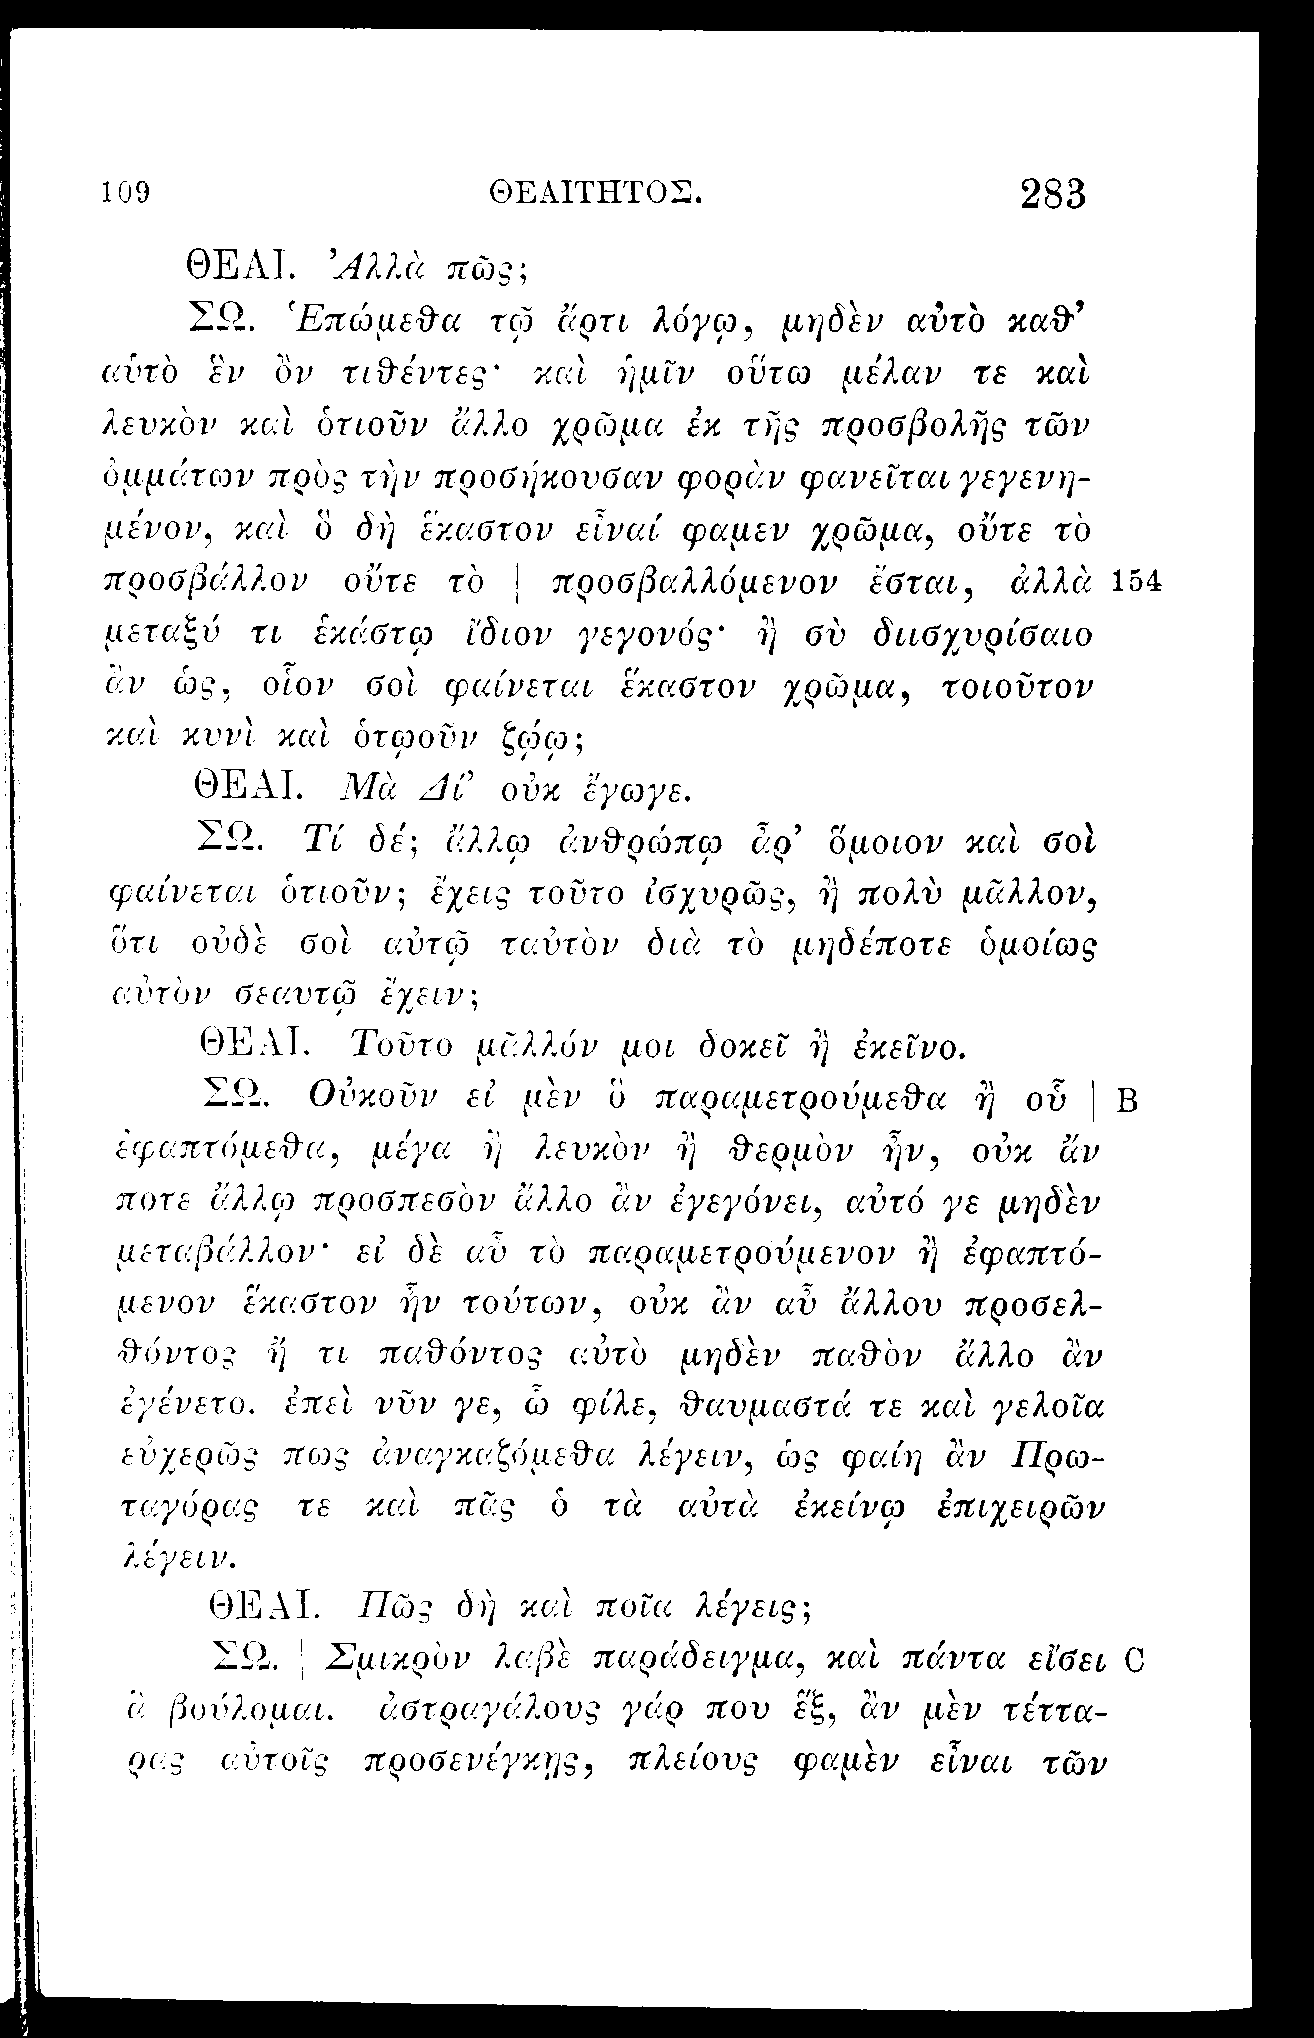 109 ΘΕΑΙΤΗΤΟΣ. 283
ΘΕΑΙ. Ἀλλὰ πῶς;
ΣΩ. Ἑπώμεθα τῷ ἄρτι λόγῳ, μηδὲν αὐτὸ καθ’
αὑτὸ ἓν ὂν τιθέντες· καὶ ἡμῖν οὕτω μέλαν τε καὶ
λευκὸν καὶ ὁτιοῦν ἄλλο χρῶμα ἐκ τῆς προσβολῆς τῶν
ὀμμάτων πρὸς τὴν προσήκουσαν φορὰν φανεῖται γεγενη-
μένον, καὶ ὃ δὴ ἕκαστον εἶναί φαμεν χρῶμα, οὔτε τὸ
προσβάλλον οὔτε τὸ | προσβαλλόμενον ἔσται, ἀλλὰ 154
μεταξύ τι ἑκάστῳ ἴδιον γεγονός· ἢ σὺ διισχυρίσαιο
ἂν ὡς, οἷον σοὶ φαίνεται ἕκαστον χρῶμα, τοιοῦτον
καὶ κυνὶ καὶ ὁτῳοῦν ζῴῳ;
ΘΕΑΙ. Μὰ Δί’ οὐκ ἔγωγε.
ΣΩ. Τί δέ; ἄλλῳ ἀνθρώπῳ ἆρ’ ὅμοιον καὶ σοὶ
φαίνεται ὁτιοῦν; ἔχεις τοῦτο ἰσχυρῶς, ἢ πολὺ μᾶλλον,
ὅτι οὐδὲ σοὶ αὐτῷ ταὐτὸν διὰ τὸ μηδέποτε ὁμοίως
αὐτὸν σεαυτῷ ἔχειν;
ΘΕΑΙ. Τοῦτο μᾶλλόν μοι δοκεῖ ἢ ἐκεῖνο.
ΣΩ. Οὐκοῦν εἰ μὲν ὃ παραμετρούμεθα ἢ οὗ | B
ἐφαπτόμεθα, μέγα ἢ λευκὸν ἢ θερμὸν ἦν, οὐκ ἄν
ποτε ἄλλῳ προσπεσὸν ἄλλο ἂν ἐγεγόνει, αὐτό γε μηδὲν
μεταβάλλον· εἰ δὲ αὖ τὸ παραμετρούμενον ἢ ἐφαπτό-
μενον ἕκαστον ἦν τούτων, οὐκ ἂν αὖ ἄλλου προσελ-
θόντος ἤ τι παθόντος αὐτὸ μηδὲν παθὸν ἄλλο ἂν
ἐγένετο. ἐπεὶ νῦν γε, ὦ φίλε, θαυμαστά τε καὶ γελοῖα
εὐχερῶς πως ἀναγκαζόμεθα λέγειν, ὡς φαίη ἂν Πρω-
ταγόρας τε καὶ πᾶς ὁ τὰ αὐτὰ ἐκείνῳ ἐπιχειρῶν
λέγειν.
ΘΕΑΙ. Πῶς δὴ καὶ ποῖα λέγεις;
ΣΩ. | Σμικρὸν λαβὲ παράδειγμα, καὶ πάντα εἴσει C
ἃ βούλομαι. ἀστραγάλους γάρ που ἕξ, ἂν μὲν τέττα-
ρας αὐτοῖς προσενέγκῃς, πλείους φαμὲν εἶναι τῶν